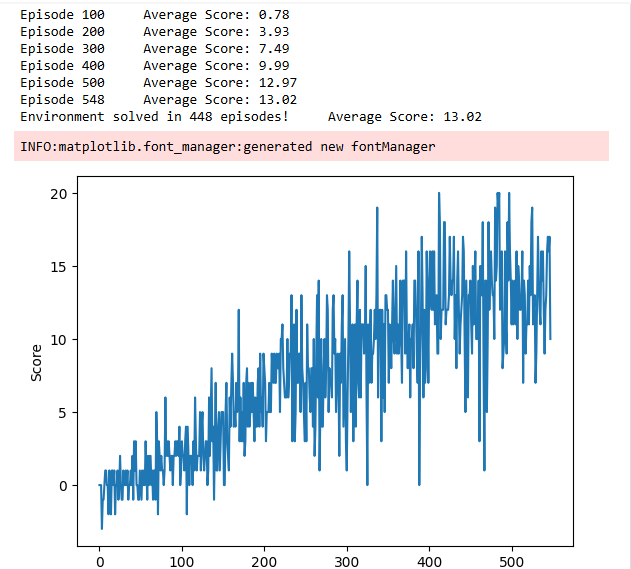 Episode 100 Average Score: 0.78
Episode 200 Average Score: 3.93
Episode 300 Average Score: 7.49
Episode 400 Average Score: 9.99
Episode 500 Average Score: 12.97
Episode 548 Average Score: 13.02
Environment solved in 448 episodes! Average Score: 13.02
INFO:matplotlib.font_manager:generated new fontManager
20
15
10
5
0
Score
0 100 200 300 400 500